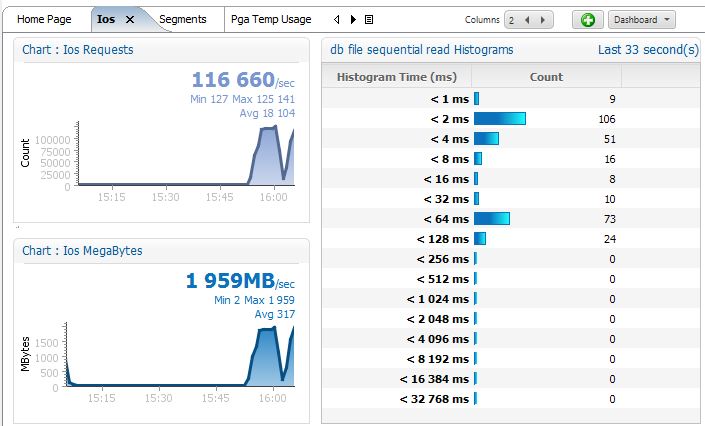 Home Page Ios X Segments Pga Temp Usage Columns 2 Dashboard
Chart : Ios Requests
116 660/sec
Min 127 Max 125 141
Avg 18 104
Count
100000
75000
50000
25000
0
15:15 15:30 15:45 16:00
Chart : Ios MegaBytes
1 959MB/sec
Min 2 Max 1 959
Avg 317
MBytes
1500
1000
500
0
15:15 15:30 15:45 16:00
db file sequential read Histograms Last 33 second(s)
Histogram Time (ms) Count
< 1 ms 9
< 2 ms 106
< 4 ms 51
< 8 ms 16
< 16 ms 8
< 32 ms 10
< 64 ms 73
< 128 ms 24
< 256 ms 0
< 512 ms 0
< 1 024 ms 0
< 2 048 ms 0
< 4 096 ms 0
< 8 192 ms 0
< 16 384 ms 0
< 32 768 ms 0